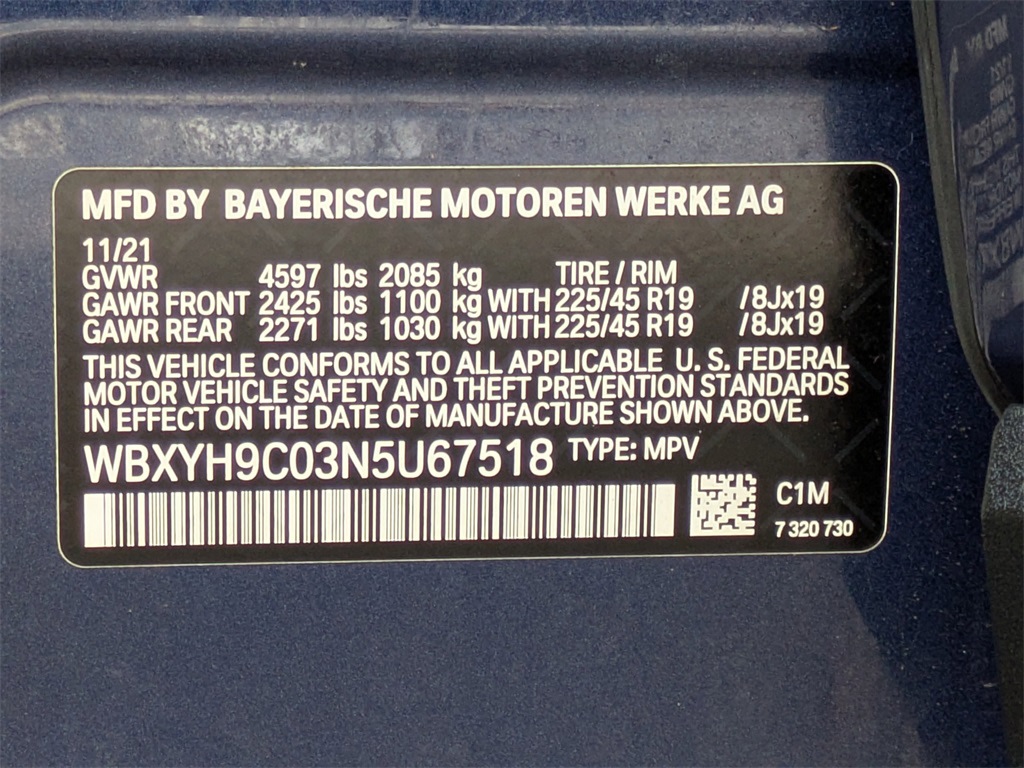 MFD BY BAYERISCHE MOTOREN WERKE AG
11/21
GVWR 4597 lbs 2085 kg TIRE / RIM
GAWR FRONT 2425 lbs 1100 kg WITH 225/45 R19 /8Jx19
GAWR REAR 2271 lbs 1030 kg WITH 225/45 R19 /8Jx19
THIS VEHICLE CONFORMS TO ALL APPLICABLE U. S. FEDERAL
MOTOR VEHICLE SAFETY AND THEFT PREVENTION STANDARDS
IN EFFECT ON THE DATE OF MANUFACTURE SHOWN ABOVE.
WBXYH9C03N5U67518 TYPE: MPV
C1M
7 320 730